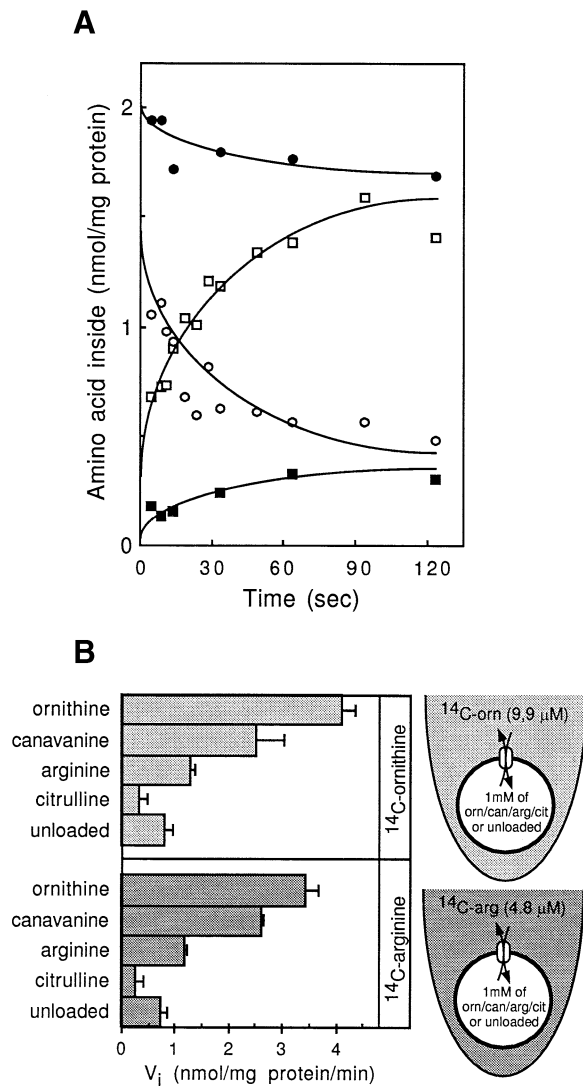 A
Amino acid inside (nmol/mg protein)
2
1
0
0 30 60 90 120
Time (sec)
B
ornithine
canavanine
arginine
citrulline
unloaded
14C-ornithine
14C-orn (9,9 µM)
1mM of
orn/can/arg/cit
or unloaded
ornithine
canavanine
arginine
citrulline
unloaded
14C-arginine
14C-arg (4.8 µM)
1mM of
orn/can/arg/cit
or unloaded
0 1 2 3 4
Vi (nmol/mg protein/min)